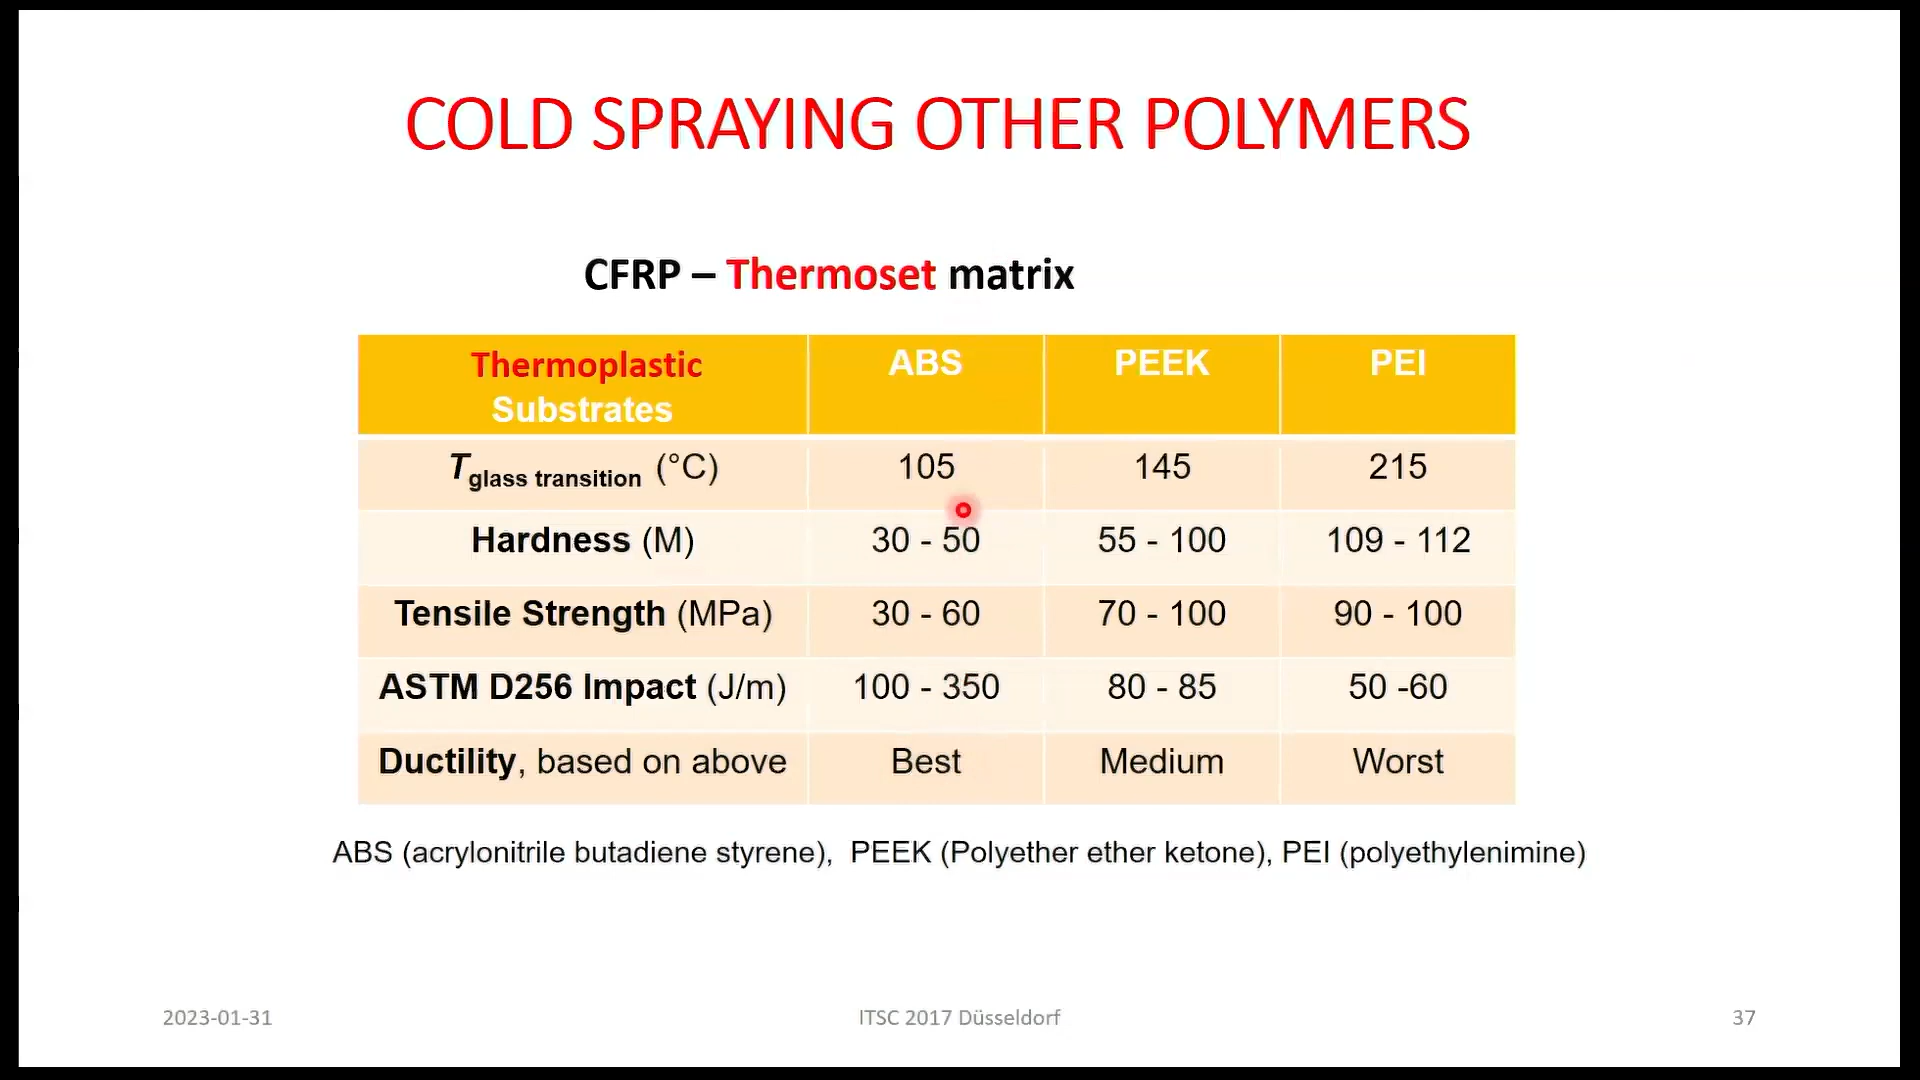 COLD SPRAYING OTHER POLYMERS
CFRP – Thermoset matrix
Thermoplastic Substrates ABS PEEK PEI
Tglass transition (°C) 105 145 215
Hardness (M) 30 - 50 55 - 100 109 - 112
Tensile Strength (MPa) 30 - 60 70 - 100 90 - 100
ASTM D256 Impact (J/m) 100 - 350 80 - 85 50 -60
Ductility, based on above Best Medium Worst
ABS (acrylonitrile butadiene styrene), PEEK (Polyether ether ketone), PEI (polyethylenimine)
2023-01-31 ITSC 2017 Düsseldorf 37